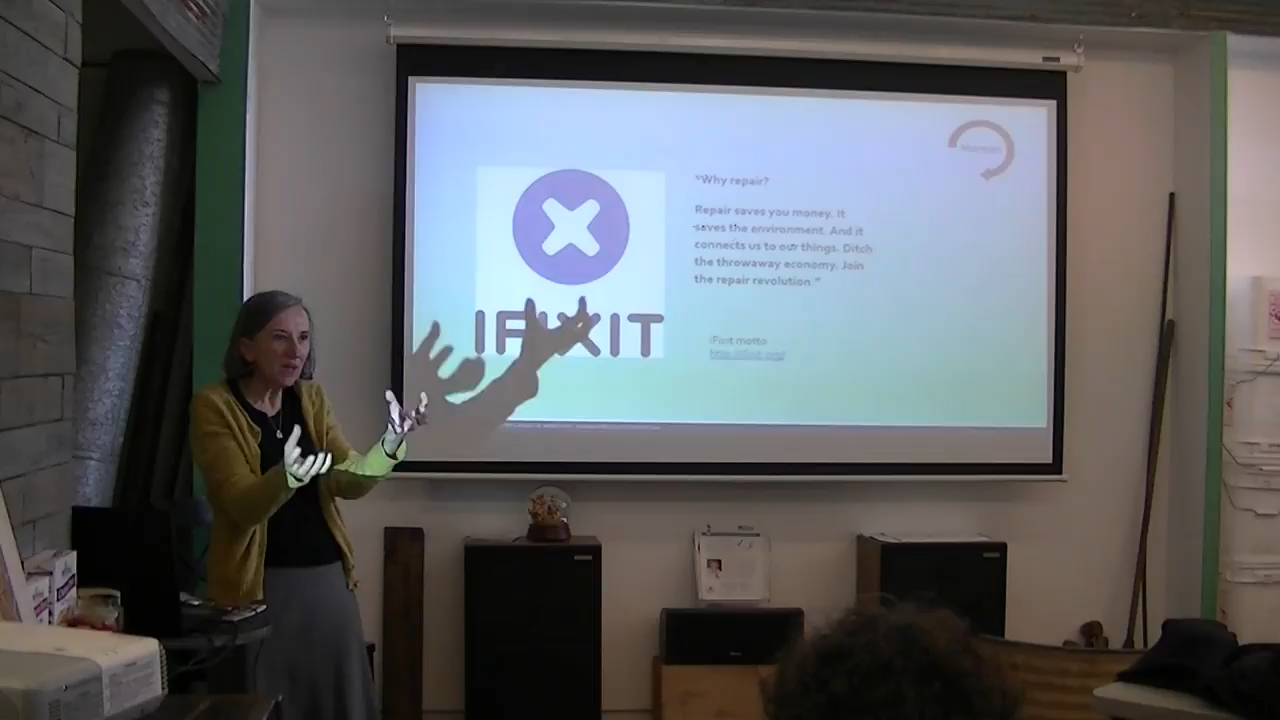 "Why repair?
Repair saves you money. It
saves the environment. And it
connects us to our things. Ditch
the throwaway economy. Join
the repair revolution."
IFIXIT
iFixit motto